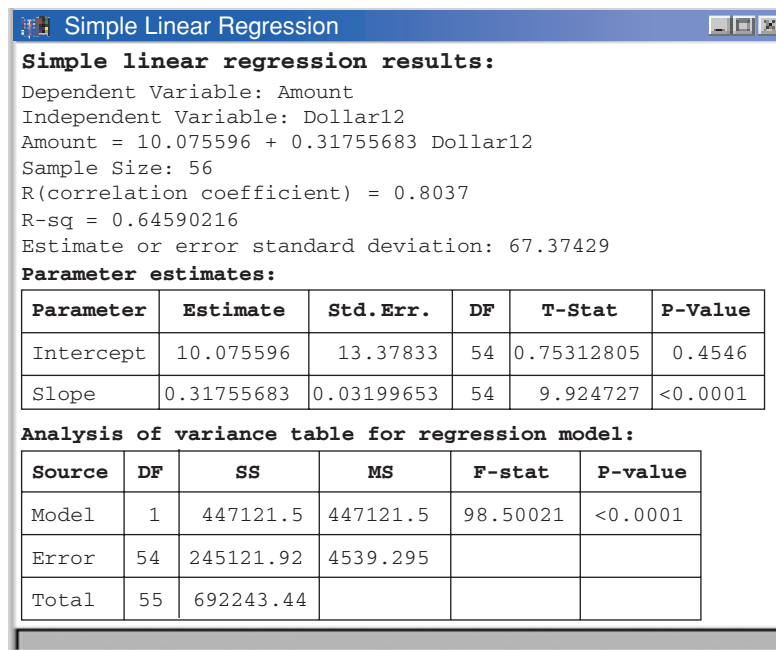 Simple Linear Regression
Simple linear regression results:
Dependent Variable: Amount
Independent Variable: Dollar12
Amount = 10.075596 + 0.31755683 Dollar12
Sample Size: 56
R(correlation coefficient) = 0.8037
R-sq = 0.64590216
Estimate or error standard deviation: 67.37429
Parameter estimates:
Parameter Estimate Std.Err. DF T-Stat P-Value
Intercept 10.075596 13.37833 54 0.75312805 0.4546
Slope 0.31755683 0.03199653 54 9.924727 <0.0001
Analysis of variance table for regression model:
Source DF SS MS F-stat P-value
Model 1 447121.5 447121.5 98.50021 <0.0001
Error 54 245121.92 4539.295
Total 55 692243.44